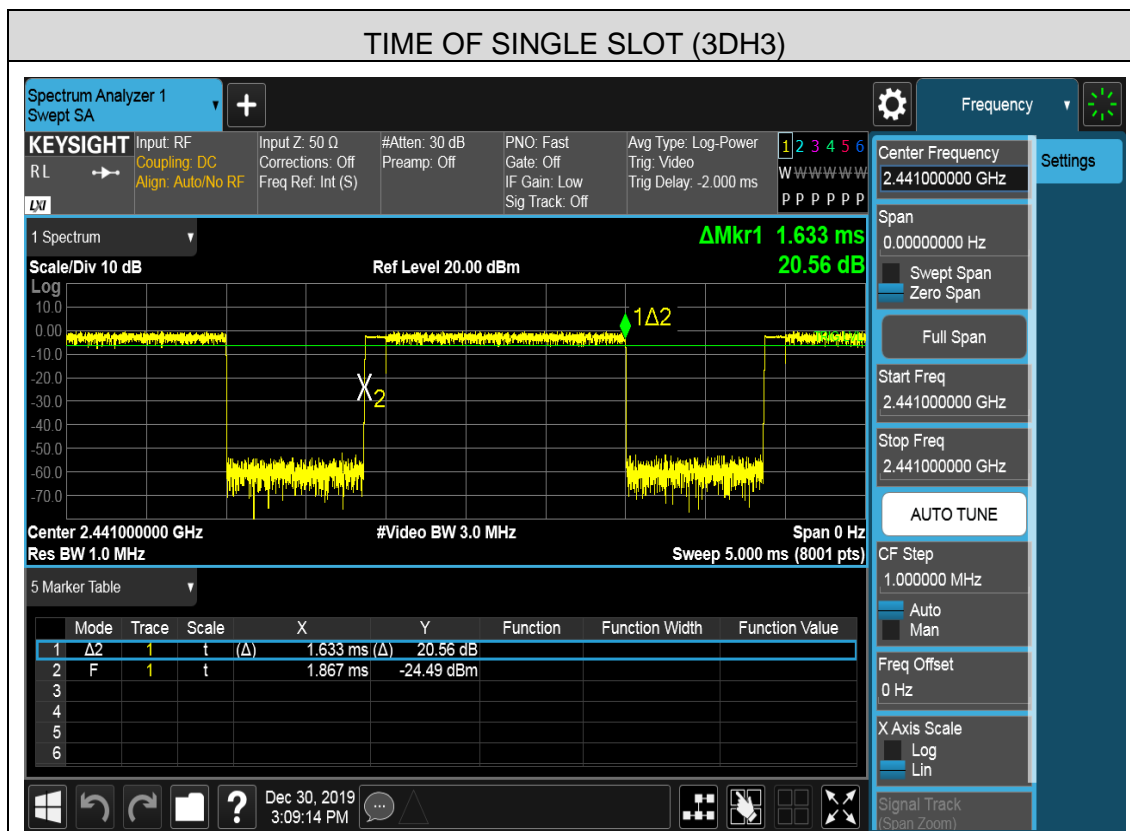 TIME OF SINGLE SLOT (3DH3)
Spectrum Analyzer 1
Swept SA
+
Frequency
KEYSIGHT
RL
LXI
Input: RF
Coupling: DC
Align: Auto/No RF
Input Z: 50 Ω
Corrections: Off
Freq Ref: Int (S)
#Atten: 30 dB
Preamp: Off
PNO: Fast
Gate: Off
IF Gain: Low
Sig Track: Off
Avg Type: Log-Power
Trig: Video
Trig Delay: -2.000 ms
1 2 3 4 5 6
W W W W W W
P P P P P P
1 Spectrum
ΔMkr1 1.633 ms
20.56 dB
Scale/Div 10 dB
Ref Level 20.00 dBm
Log
10.0
0.00
-10.0
-20.0
-30.0
-40.0
-50.0
-60.0
-70.0
1Δ2
X2
Center 2.441000000 GHz
#Video BW 3.0 MHz
Span 0 Hz
Res BW 1.0 MHz
Sweep 5.000 ms (8001 pts)
5 Marker Table
Mode Trace Scale X Y Function Function Width Function Value
1 Δ2 1 t (Δ) 1.633 ms (Δ) 20.56 dB
2 F 1 t 1.867 ms -24.49 dBm
3
4
5
6
Center Frequency
2.441000000 GHz
Settings
Span
0.00000000 Hz
Swept Span
Zero Span
Full Span
Start Freq
2.441000000 GHz
Stop Freq
2.441000000 GHz
AUTO TUNE
CF Step
1.000000 MHz
Auto
Man
Freq Offset
0 Hz
X Axis Scale
Log
Lin
Signal Track
(Span Zoom)
?
Dec 30, 2019
3:09:14 PM